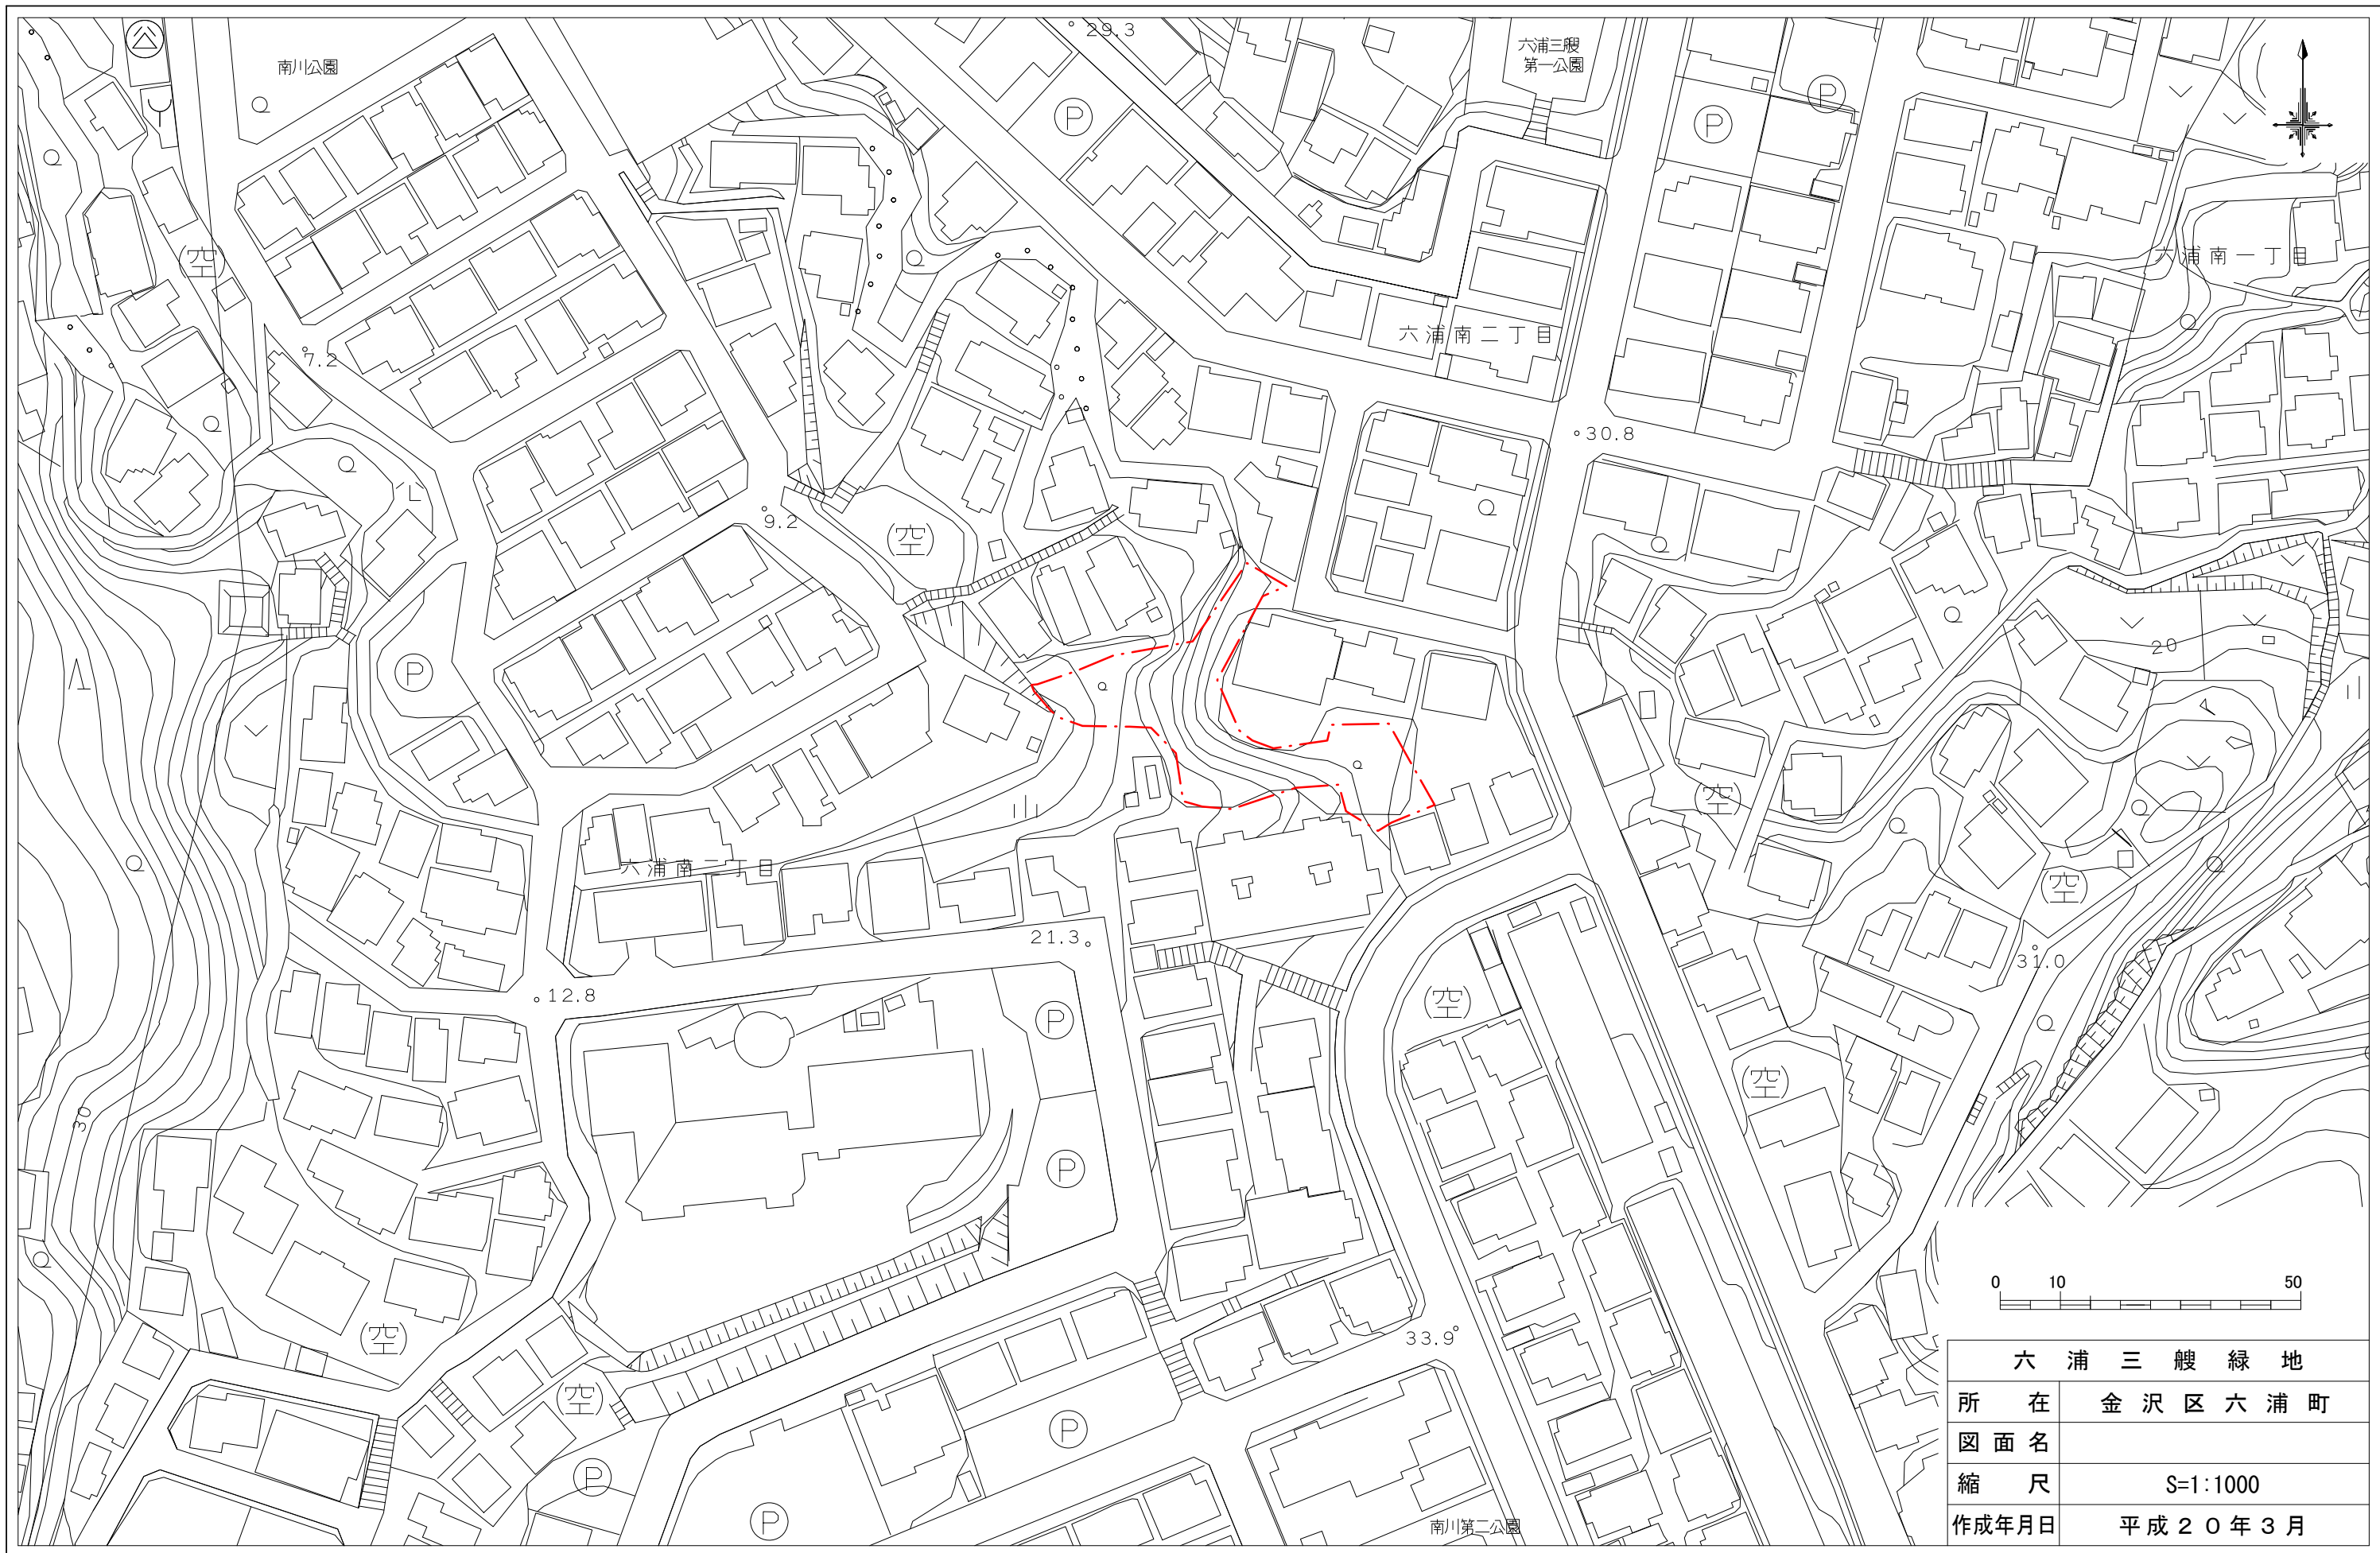 南川公園
29.3
六浦三艘
第一公園
Ⓟ
Ⓟ
Ⓟ
(空)
六浦南一丁目
六浦南二丁目
7.2
30.8
9.2
(空)
20
Ⓟ
(空)
六浦南二丁目
(空)
21.3
31.0
12.8
(空)
Ⓟ
(空)
30
Ⓟ
0 10 50
33.9
(空)
(空)
Ⓟ
Ⓟ
Ⓟ
南川第二公園
六浦三艘緑地
所在 金沢区六浦町
図面名
縮尺 S=1:1000
作成年月日 平成20年3月